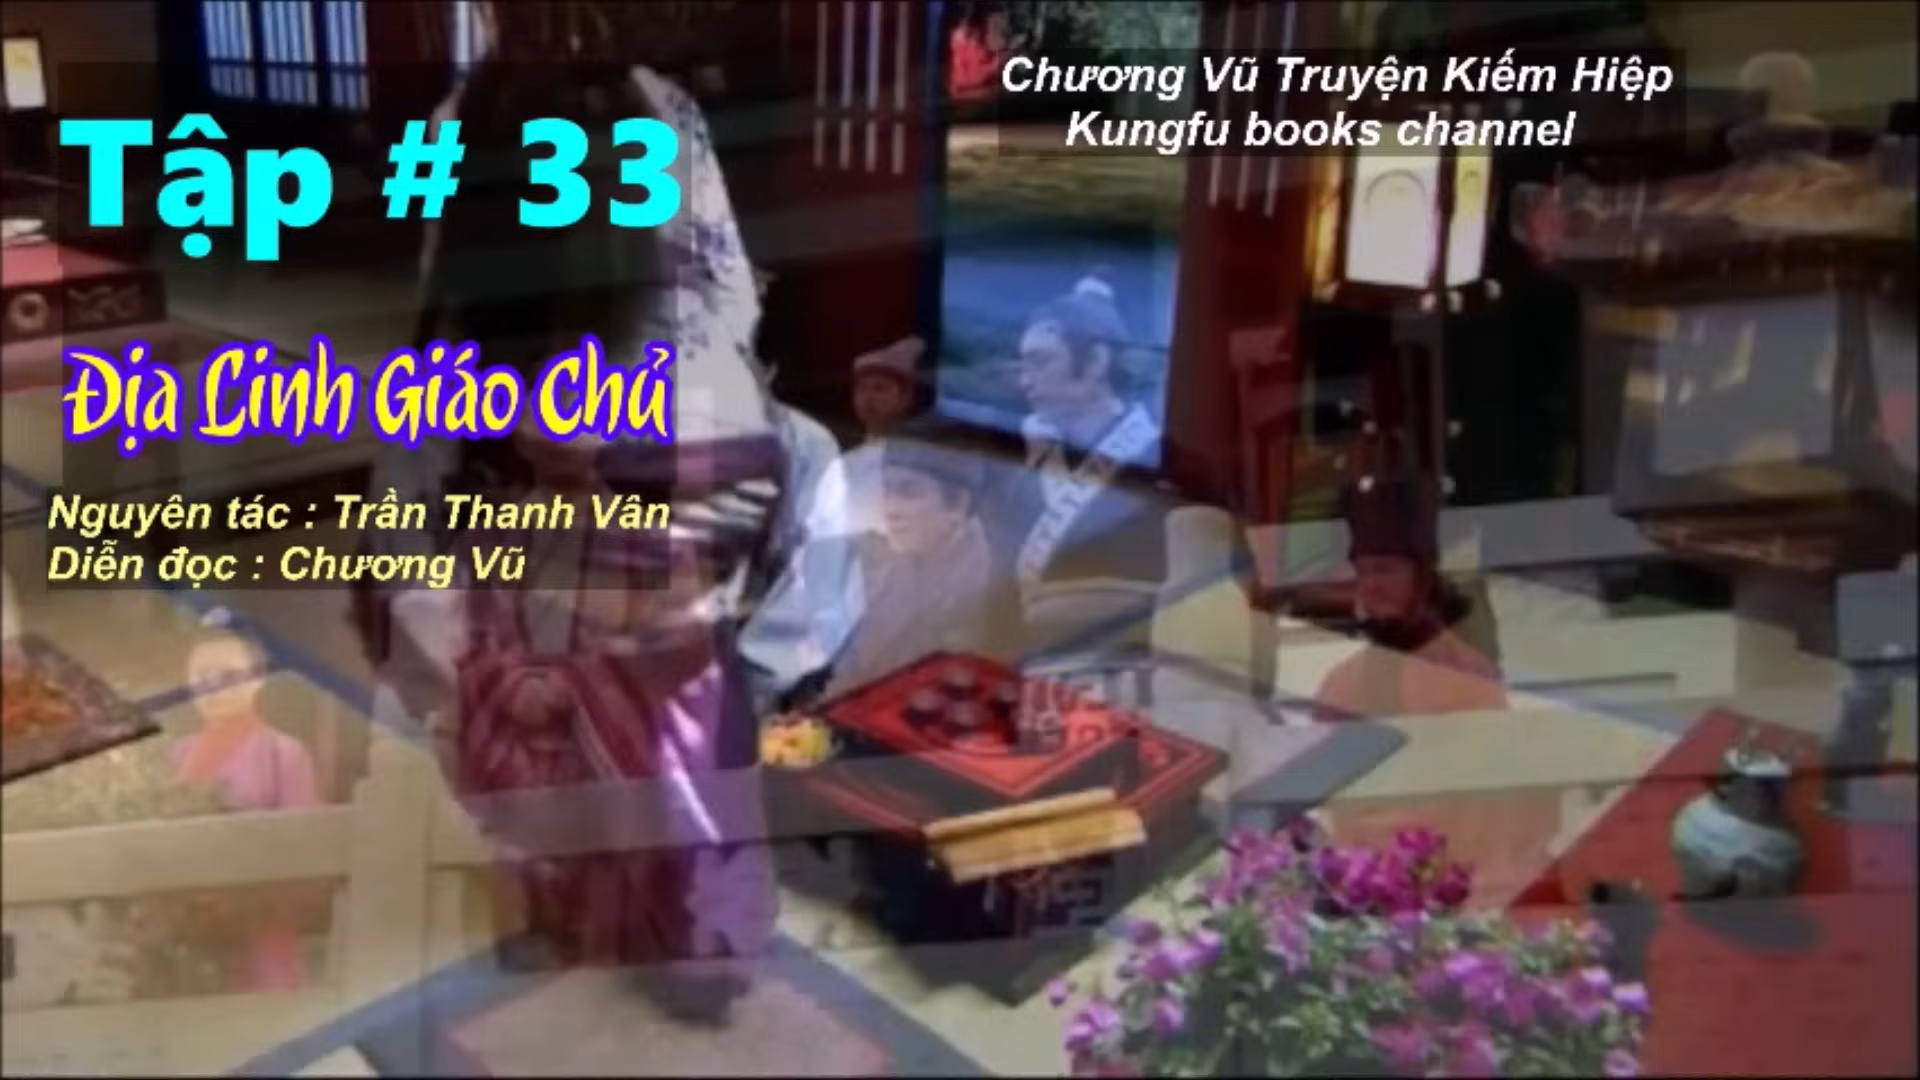 Chương Vũ Truyện Kiếm Hiệp
Kungfu books channel
Tập # 33
Địa Linh Giáo Chủ
Nguyên tác : Trần Thanh Vân
Diễn đọc : Chương Vũ